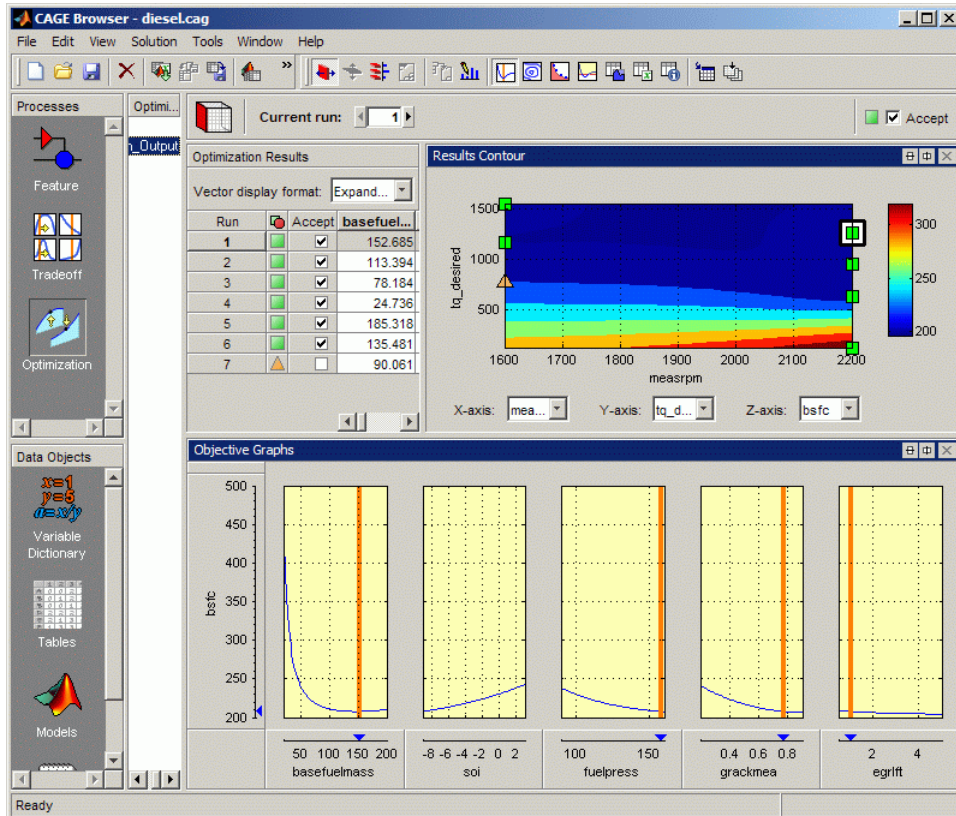 CAGE Browser - diesel.cag
File Edit View Solution Tools Window Help
»
Processes
Optimi...
Current run: 1
Accept
n_Output
Feature
Tradeoff
Optimization
Optimization Results
Vector display format: Expand...
Run Accept basefuel...
1 152.685
2 113.394
3 78.184
4 24.736
5 185.318
6 135.481
7 90.061
Results Contour
1500
1000
500
tq_desired
1600 1700 1800 1900 2000 2100 2200
measrpm
300
250
200
X-axis: mea... Y-axis: tq_d... Z-axis: bsfc
Data Objects
x=1
y=5
a=x/y
Variable
Dictionary
Tables
Models
Objective Graphs
500
450
400
350
300
250
200
bsfc
50 100 150 200
basefuelmass
-8 -6 -4 -2 0 2
soi
100 150
fuelpress
0.4 0.6 0.8
grackmea
2 4
egrlft
Ready